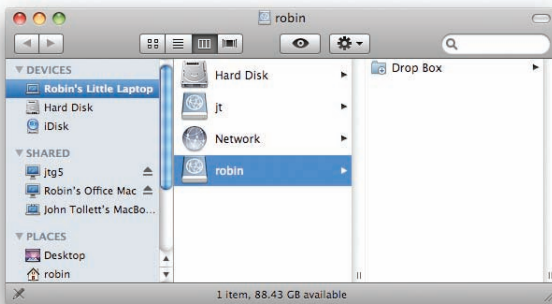 robin
DEVICES
Robin's Little Laptop
Hard Disk
iDisk
SHARED
jtg5
Robin's Office Mac
John Tollett's MacBo...
PLACES
Desktop
robin
Hard Disk
jt
Network
robin
Drop Box
1 item, 88.43 GB available